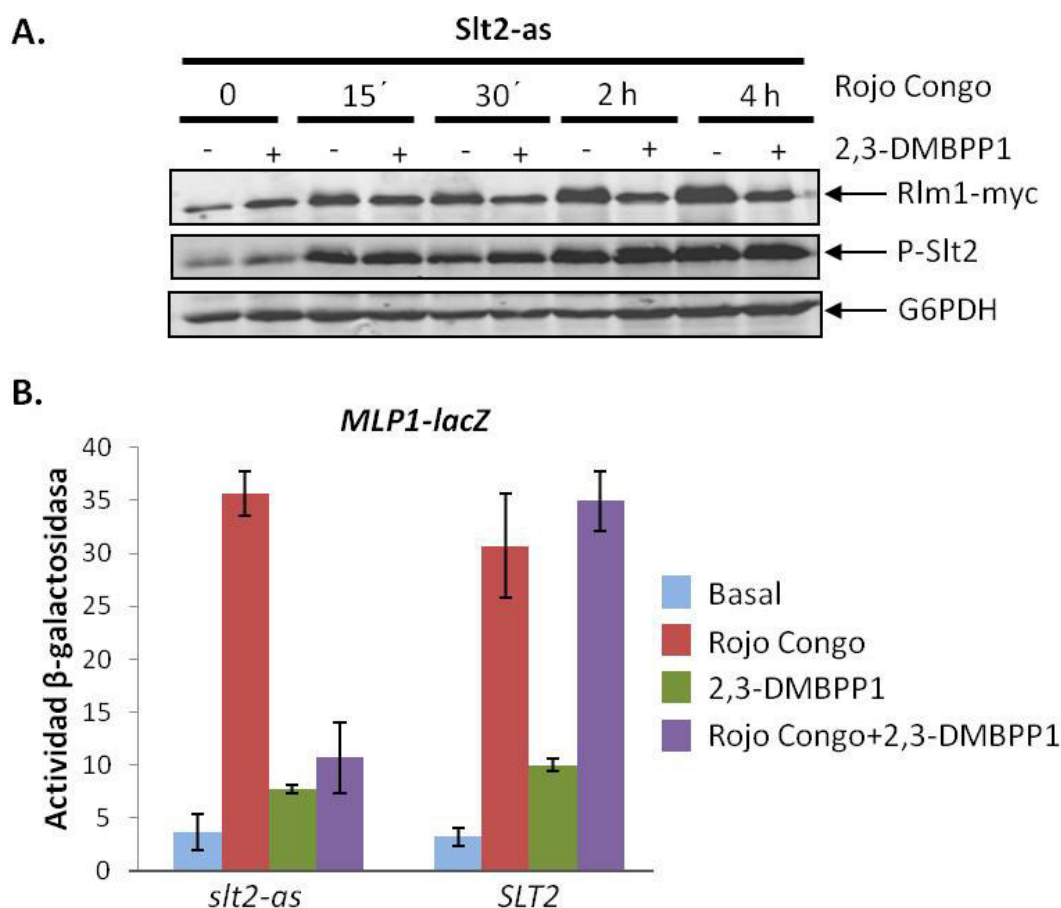 A.
Slt2-as
0 15´ 30´ 2 h 4 h Rojo Congo
- + - + - + - + - + 2,3-DMBPP1
Rlm1-myc
P-Slt2
G6PDH
B.
MLP1-lacZ
Actividad β-galactosidasa
40
35
30
25
20
15
10
5
0
slt2-as SLT2
Basal
Rojo Congo
2,3-DMBPP1
Rojo Congo+2,3-DMBPP1